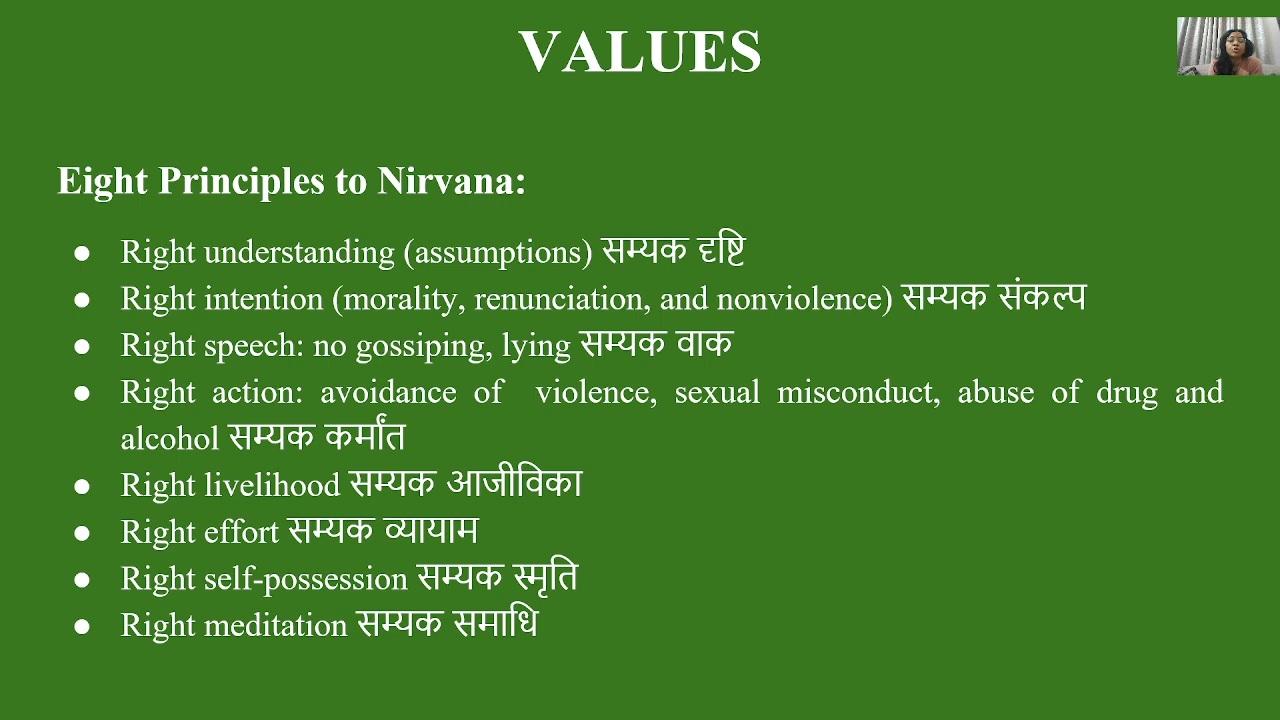 VALUES
Eight Principles to Nirvana:
● Right understanding (assumptions) सम्यक दृष्टि
● Right intention (morality, renunciation, and nonviolence) सम्यक संकल्प
● Right speech: no gossiping, lying सम्यक वाक
● Right action: avoidance of violence, sexual misconduct, abuse of drug and
alcohol सम्यक कर्मांत
● Right livelihood सम्यक आजीविका
● Right effort सम्यक व्यायाम
● Right self-possession सम्यक स्मृति
● Right meditation सम्यक समाधि